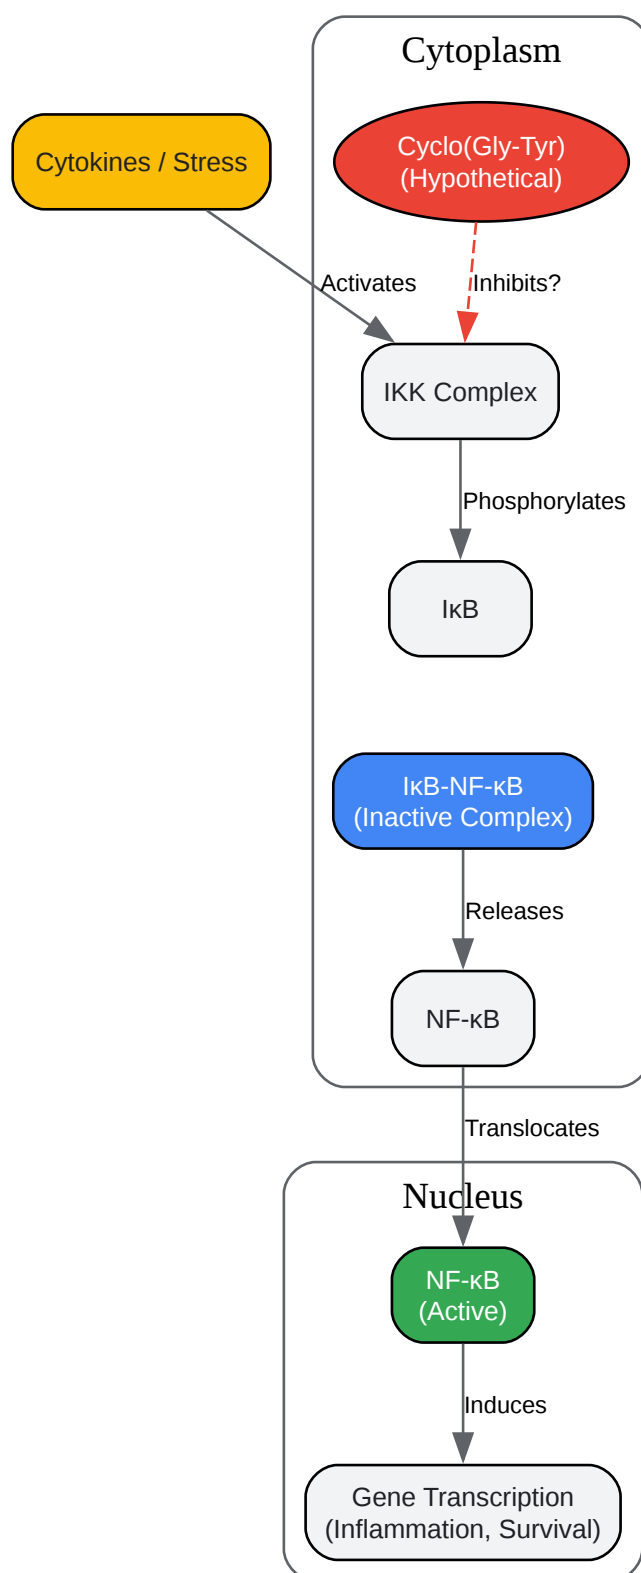 Cytoplasm
Cytokines / Stress
Cyclo(Gly-Tyr)
(Hypothetical)
Activates
Inhibits?
IKK Complex
Phosphorylates
IκB
IκB-NF-κB
(Inactive Complex)
Releases
NF-κB
Translocates
Nucleus
NF-κB
(Active)
Induces
Gene Transcription
(Inflammation, Survival)